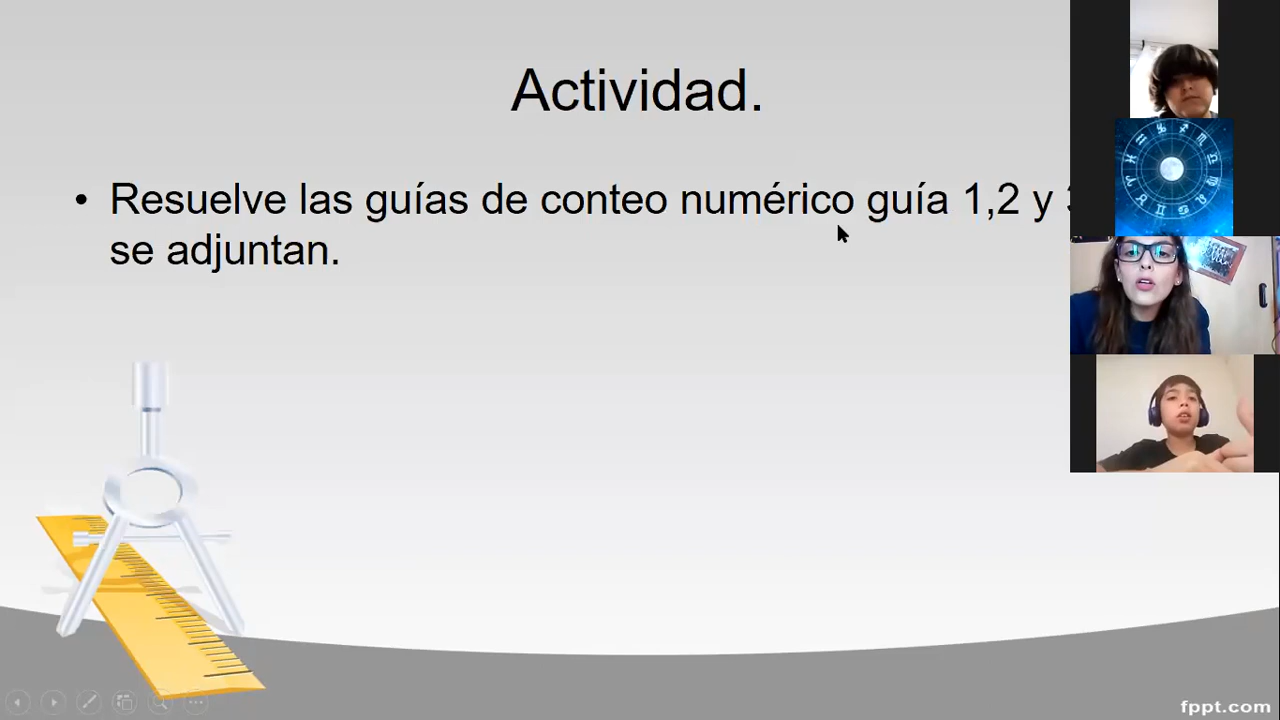 Actividad.
• Resuelve las guías de conteo numérico guía 1,2 y
se adjuntan.
fppt.com